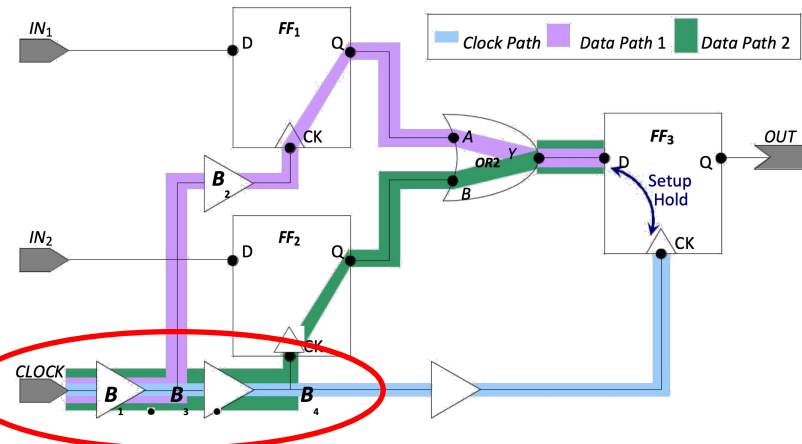 IN1
D
FF1
Q
CK
Clock Path
Data Path 1
Data Path 2
B2
A
OR2
Y
B
D
FF3
Q
OUT
Setup
Hold
CK
IN2
D
FF2
Q
CK
CLOCK
B1
B3
B4